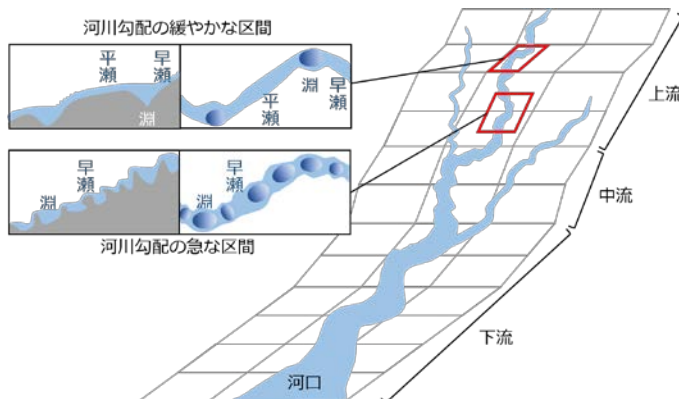 河川勾配の緩やかな区間
平瀬
早瀬
淵
淵
平瀬
早瀬
淵
早瀬
淵
早瀬
河川勾配の急な区間
上流
中流
下流
河口